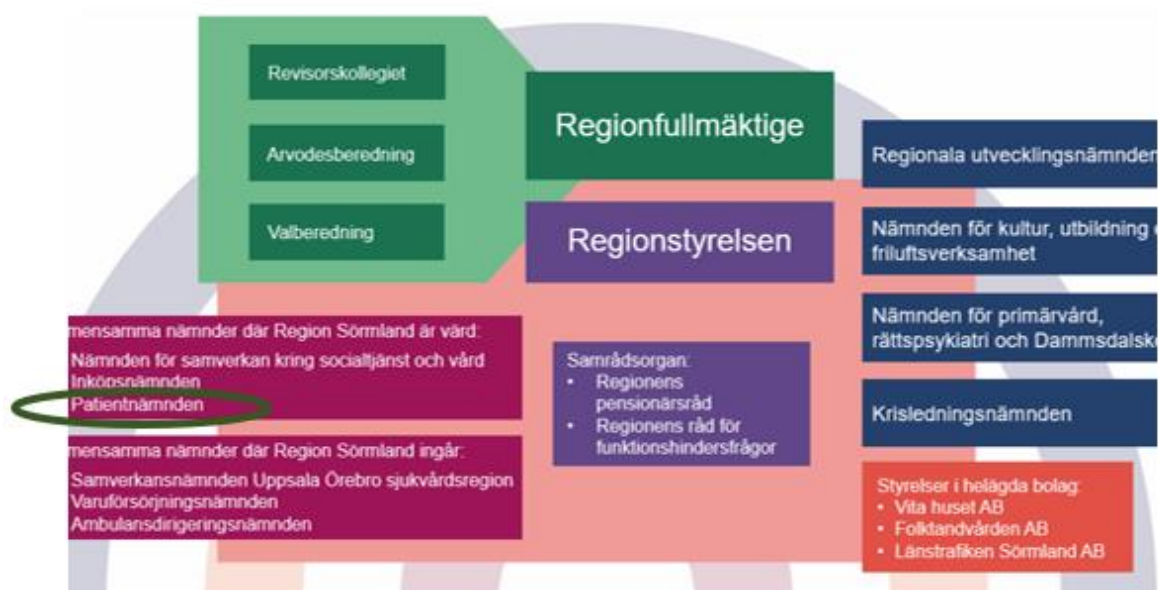 Revisorskollegiet
Arvodesberedning
Valberedning
Regionfullmäktige
Regionstyrelsen
mensamma nämnder där Region Sörmland är värd:
Nämnden för samverkan kring socialtjänst och vård
Inköpsnämnden
Patientnämnden
mensamma nämnder där Region Sörmland ingår:
Samverkansnämnden Uppsala Örebro sjukvårdsregion
Varuförsörjningsnämnden
Ambulansdirigeringsnämnden
Samrådsorgan:
• Regionens
pensionärsråd
• Regionens råd för
funktionshindersfrågor
Regionala utvecklingsnämnden
Nämnden för kultur, utbildning
friluftsverksamhet
Nämnden för primärvård,
rättspsykiatri och Dammsdalsk
Krisledningsnämnden
Styrelser i helägda bolag:
• Vita huset AB
• Folktandvården AB
• Länstrafiken Sörmland AB